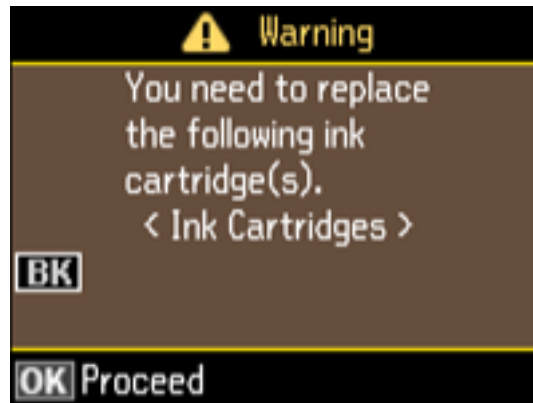 Warning
You need to replace
the following ink
cartridge(s).
< Ink Cartridges >
BK
OK Proceed